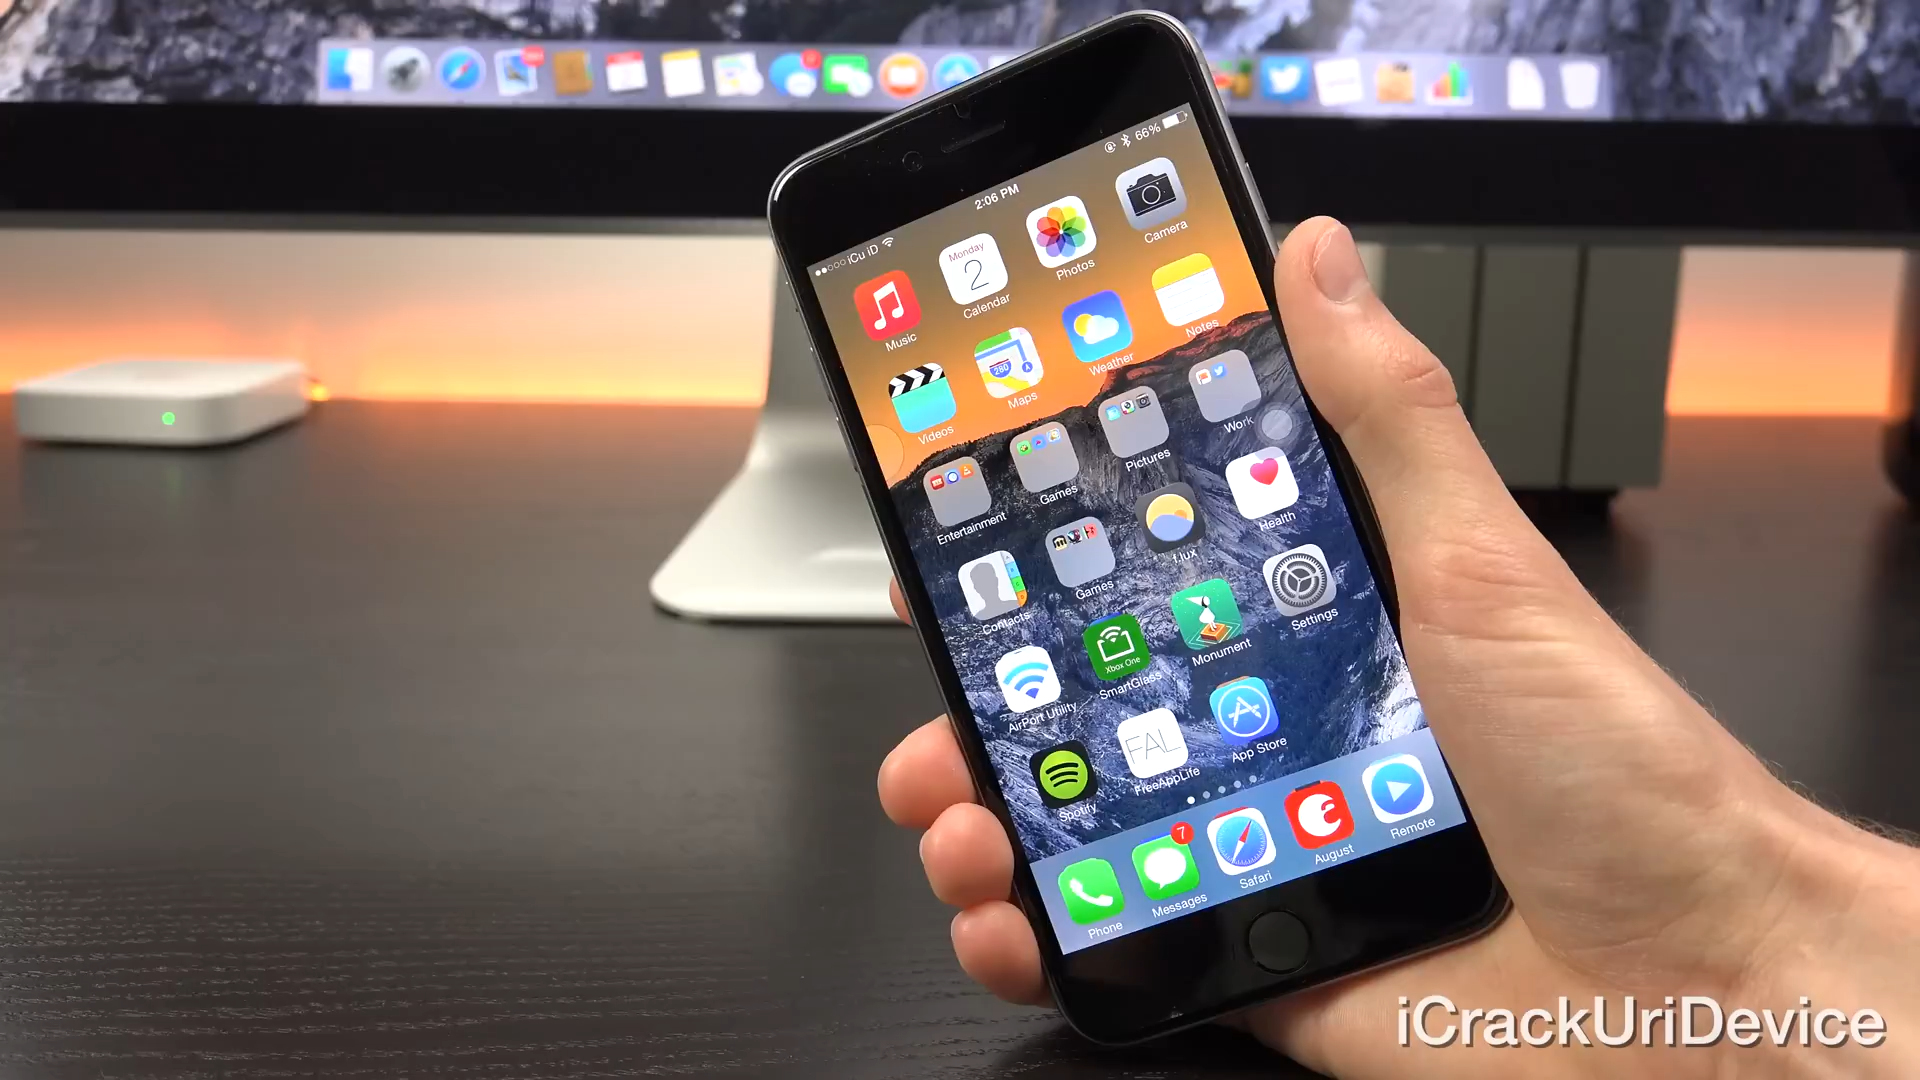 iCu iD 2:06 PM 66%
Music
Monday
2
Calendar
Photos
Camera
Videos
280
Maps
Weather
Notes
Entertainment
Games
Pictures
Work
Contacts
Games
f.lux
Health
AirPort Utility
Xbox One
SmartGlass
Monument
Settings
Spotify
FAL
FreeAppLife
App Store
Phone
7
Messages
Safari
August
Remote
iCrackUriDevice